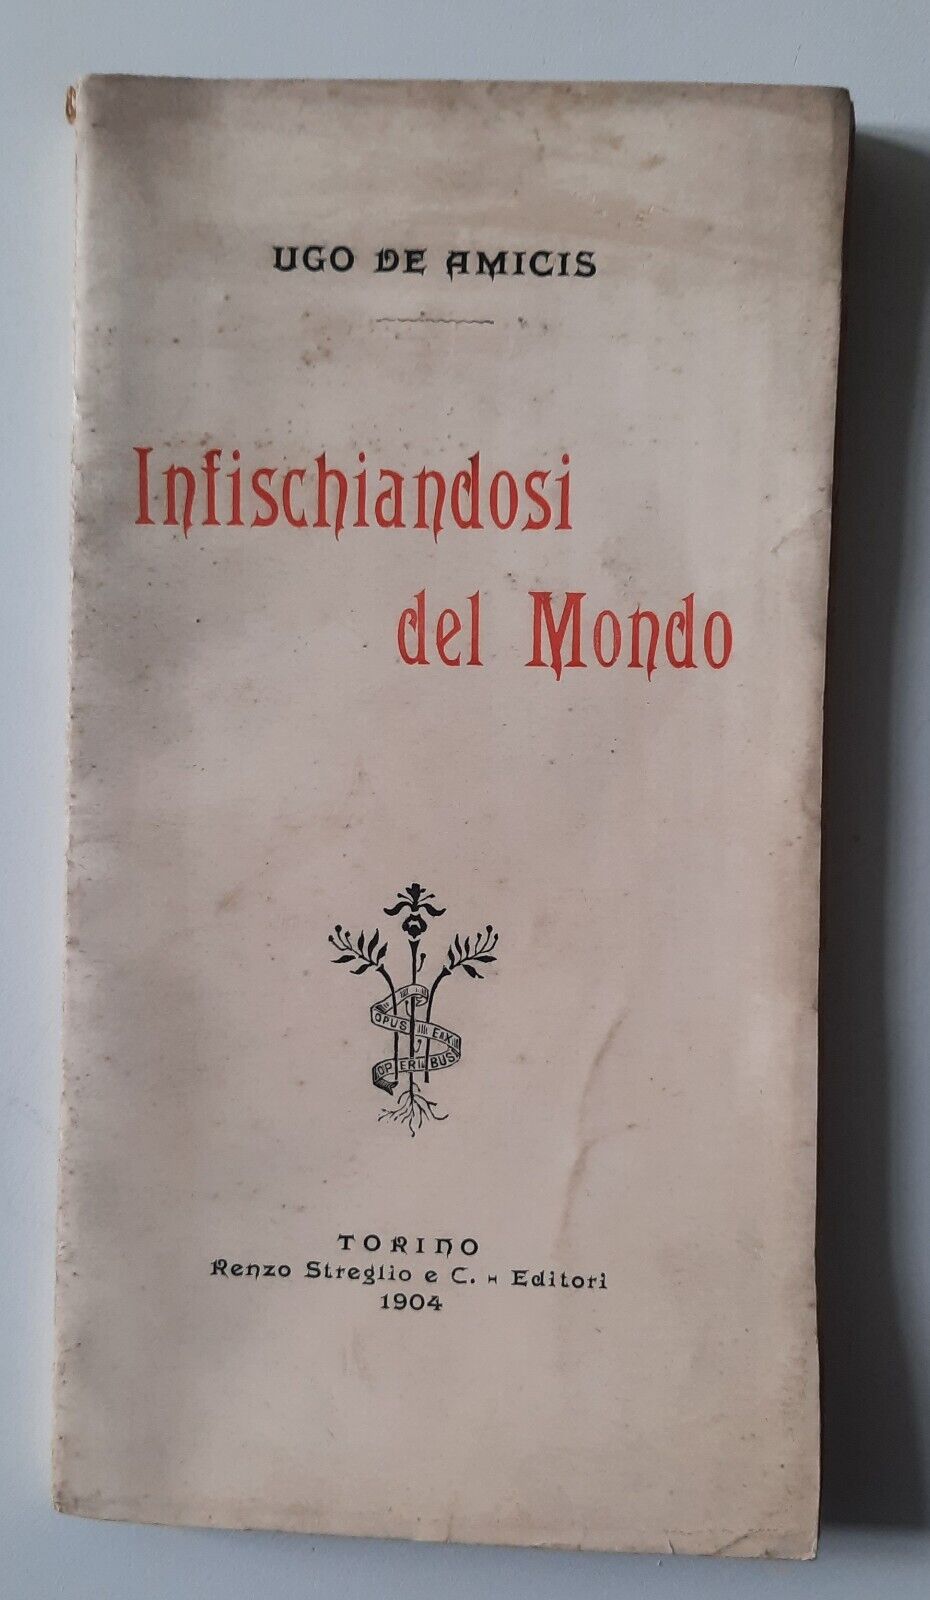 UGO DE AMICIS
Infischiandosi
del Mondo
OPUS EX
OPERIBUS
TORINO
Renzo Streglio e C. - Editori
1904